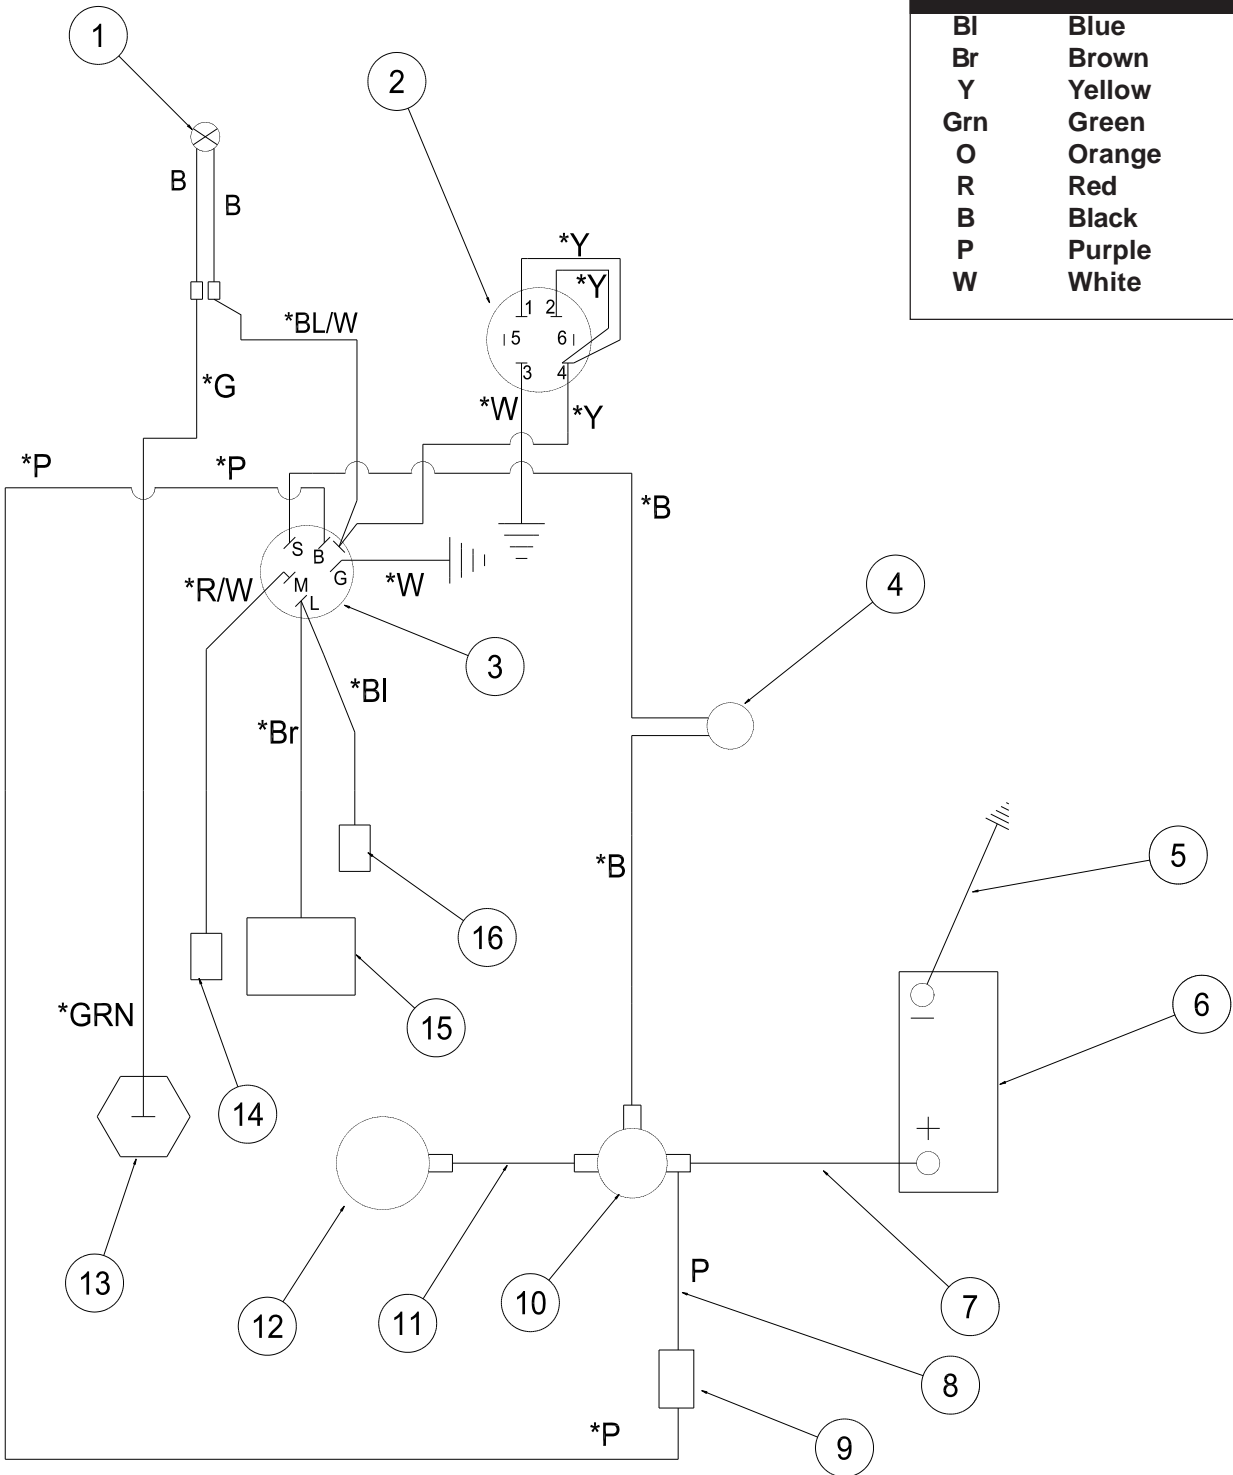 1
2
Bl Blue
Br Brown
Y Yellow
Grn Green
O Orange
R Red
B Black
P Purple
W White
B
B
*Y
*Y
1 2
5 6
3 4
*BL/W
*G
*W
*Y
*P
*P
*B
S B
G
M
L
*R/W
*W
4
3
*Bl
*Br
*B
5
16
6
*GRN
15
14
13
12
11
10
P
7
8
*P
9